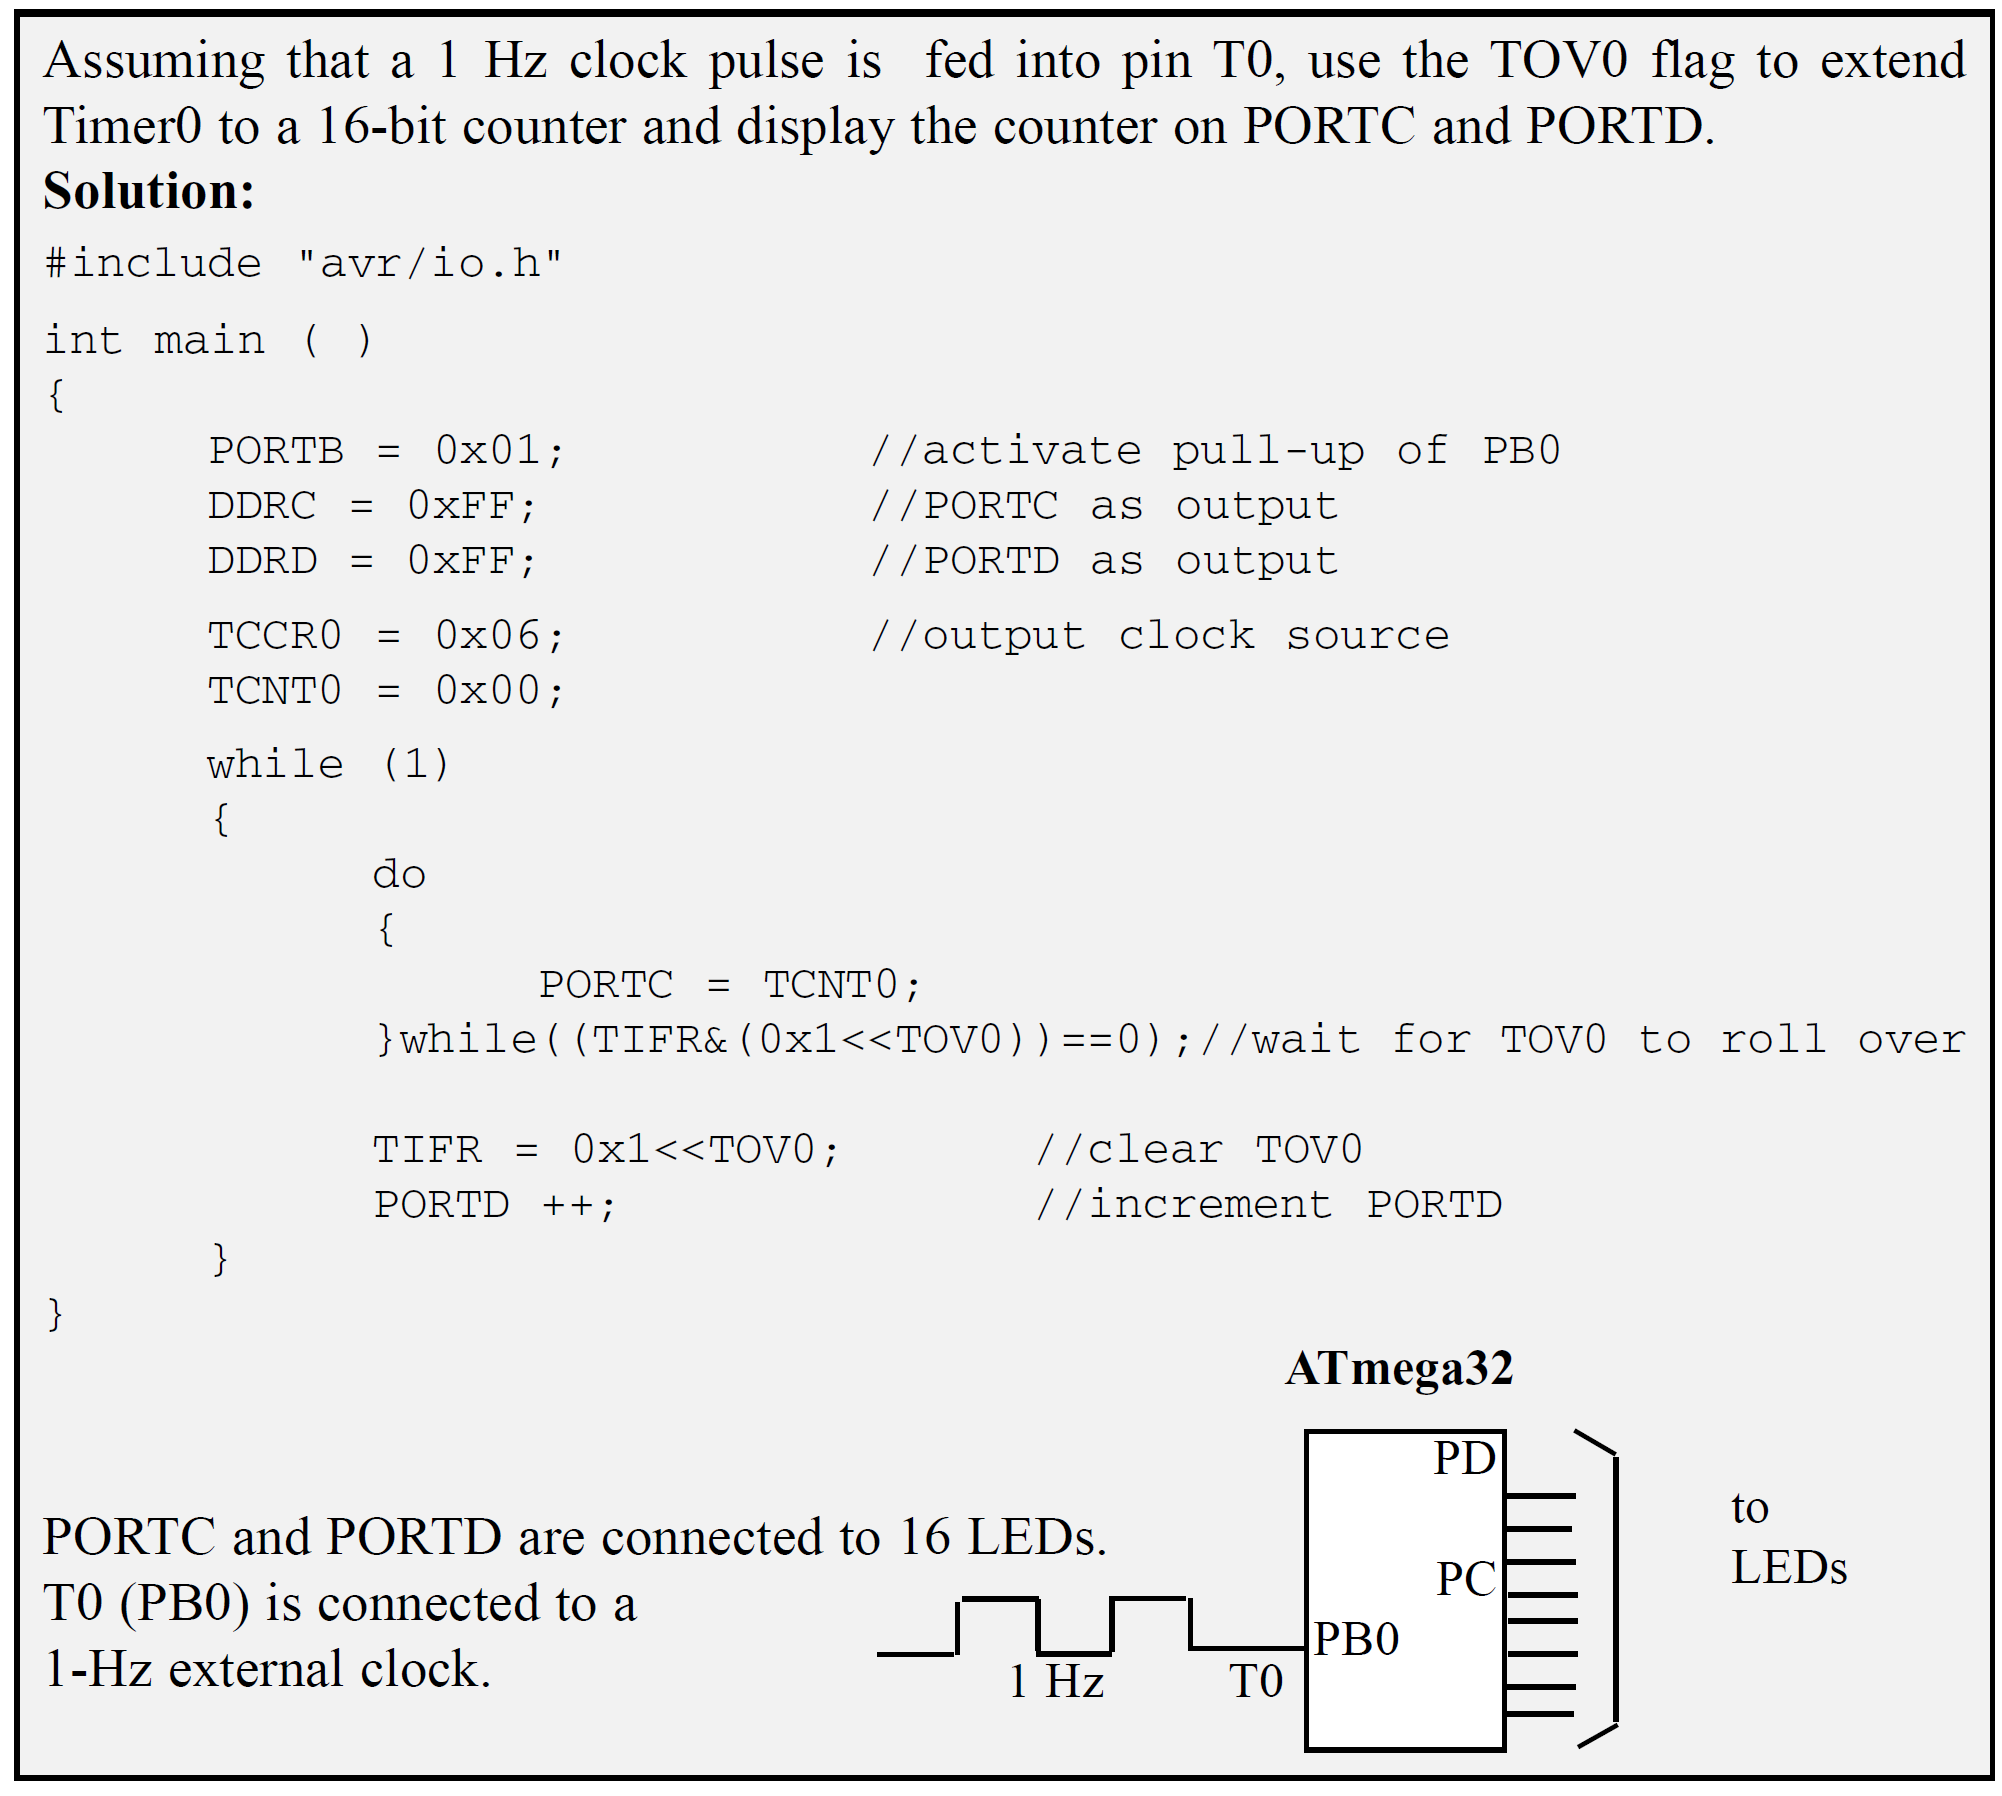 Assuming that a 1 Hz clock pulse is fed into pin T0, use the TOV0 flag to extend
Timer0 to a 16-bit counter and display the counter on PORTC and PORTD.
Solution:
#include "avr/io.h"
int main ( )
{
PORTB = 0x01; //activate pull-up of PB0
DDRC = 0xFF; //PORTC as output
DDRD = 0xFF; //PORTD as output
TCCR0 = 0x06; //output clock source
TCNT0 = 0x00;
while (1)
{
do
{
PORTC = TCNT0;
}while((TIFR&(0x1<<TOV0))==0);//wait for TOV0 to roll over
TIFR = 0x1<<TOV0; //clear TOV0
PORTD ++; //increment PORTD
}
}
ATmega32
PD
to
LEDs
PC
PB0
1 Hz T0
PORTC and PORTD are connected to 16 LEDs.
T0 (PB0) is connected to a
1-Hz external clock.